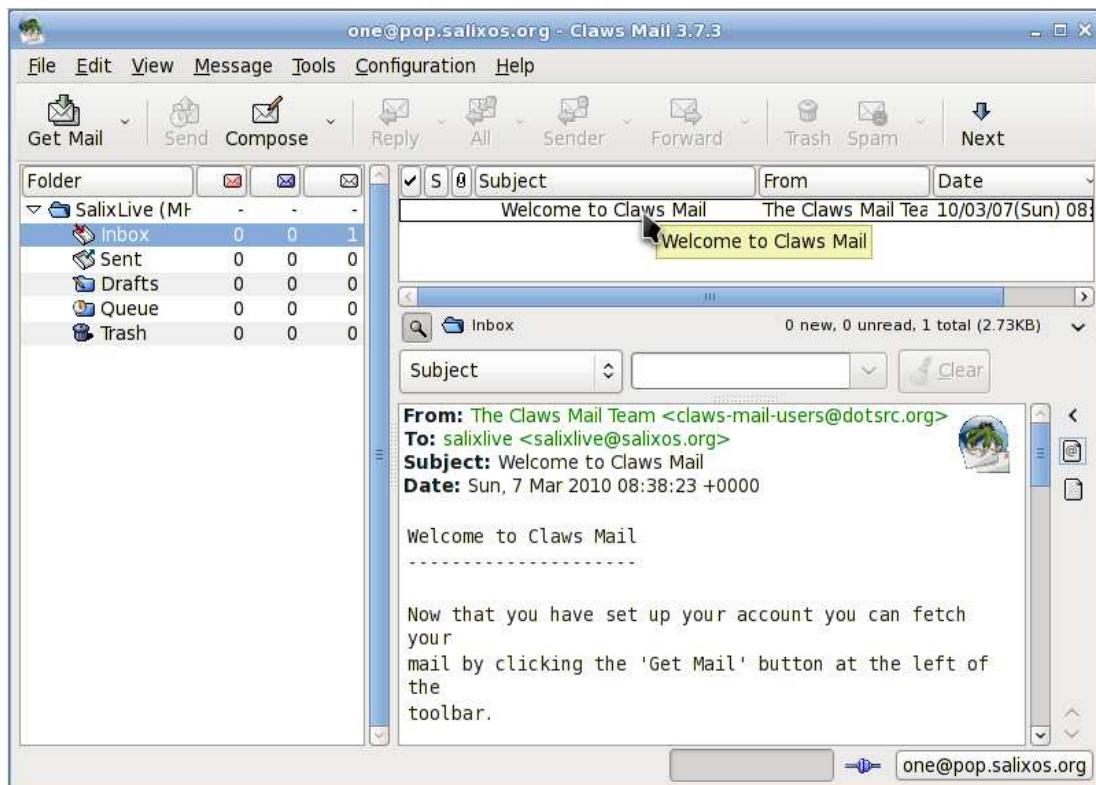 one@pop.salixos.org - Claws Mail 3.7.3
File Edit View Message Tools Configuration Help
Get Mail Send Compose Reply All Sender Forward Trash Spam Next
Folder
SalixLive (MH - - -
Inbox 0 0 1
Sent 0 0 0
Drafts 0 0 0
Queue 0 0 0
Trash 0 0 0
S Subject From Date
Welcome to Claws Mail The Claws Mail Tea 10/03/07(Sun) 08:
Welcome to Claws Mail
Inbox 0 new, 0 unread, 1 total (2.73KB)
Subject Clear
From: The Claws Mail Team <claws-mail-users@dotsrc.org>
To: salixlive <salixlive@salixos.org>
Subject: Welcome to Claws Mail
Date: Sun, 7 Mar 2010 08:38:23 +0000
Welcome to Claws Mail
---------------------
Now that you have set up your account you can fetch
your
mail by clicking the 'Get Mail' button at the left of
the
toolbar.
one@pop.salixos.org